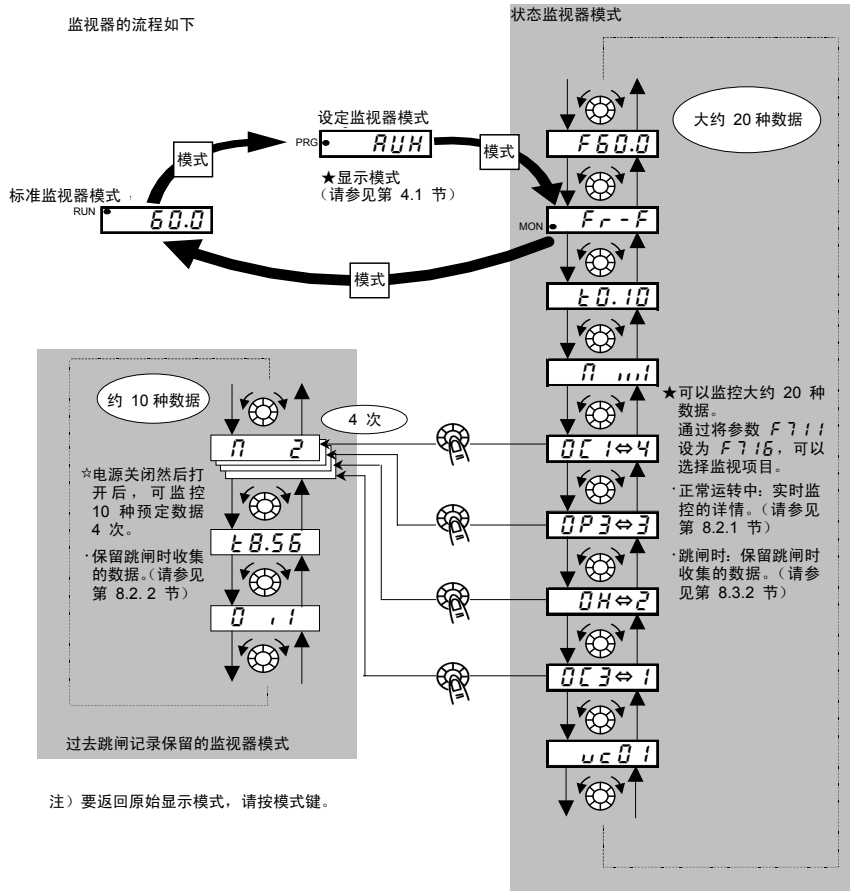 监视器的流程如下
状态监视器模式
大约 20 种数据
设定监视器模式
PRG
AUH
模式
模式
★显示模式
（请参见第 4.1 节）
标准监视器模式
RUN
60.0
模式
F60.0
MON
Fr-F
t0.10
★可以监控大约 20 种
数据。
通过将参数 F711
设为 F716，可以
选择监视项目。
·正常运转中：实时监
控的详情。（请参见
第 8.2.1 节）
·跳闸时：保留跳闸时
收集的数据。（请参
见第 8.3.2 节）
OC1⇔4
OP3⇔3
OH⇔2
OC3⇔1
uc01
约 10 种数据
4 次
n 2
☆电源关闭然后打
开后，可监控
10 种预定数据
4 次。
·保留跳闸时收集
的数据。（请参见
第 8.2. 2 节）
t8.56
过去跳闸记录保留的监视器模式
注）要返回原始显示模式，请按模式键。